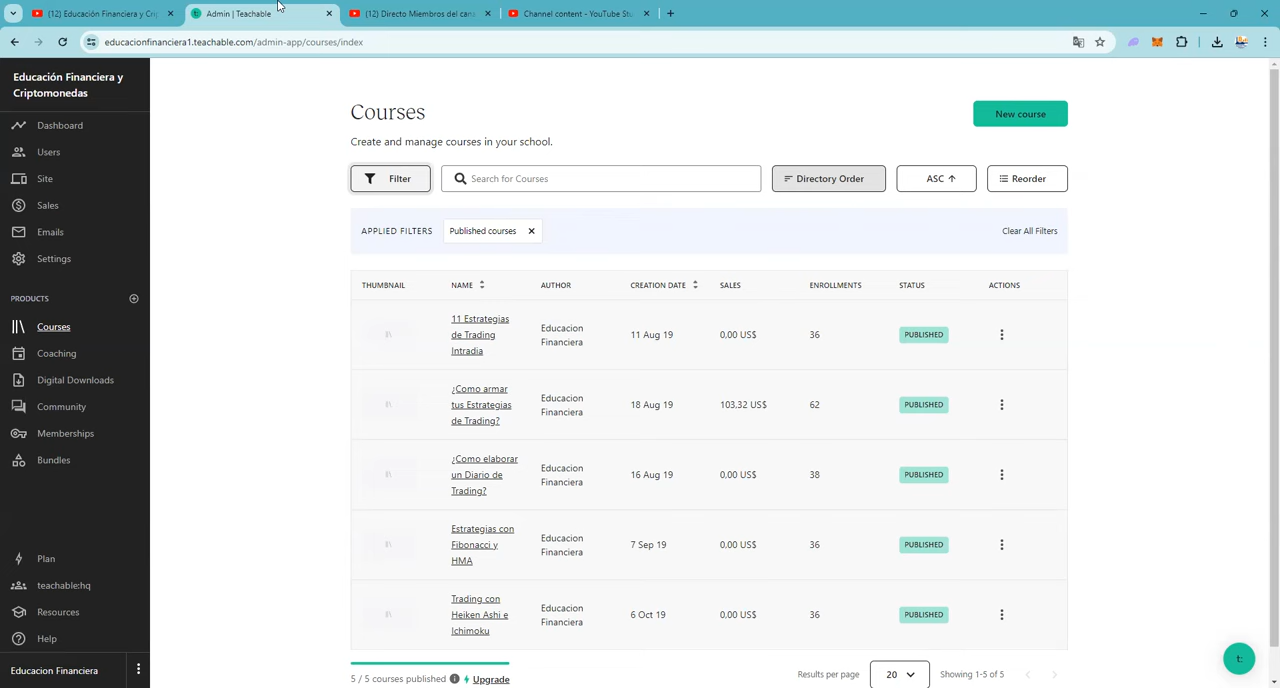 (12) Educación Financiera y Crip
Admin | Teachable
(12) Directo Miembros del cana
Channel content - YouTube Stu
educacionfinanciera1.teachable.com/admin-app/courses/index
Educación Financiera y
Criptomonedas
Dashboard
Users
Site
Sales
Emails
Settings
PRODUCTS
Courses
Coaching
Digital Downloads
Community
Memberships
Bundles
Plan
teachable:hq
Resources
Help
Educacion Financiera
Courses
New course
Create and manage courses in your school.
Filter
Search for Courses
Directory Order
ASC ↑
Reorder
APPLIED FILTERS
Published courses
Clear All Filters
THUMBNAIL NAME AUTHOR CREATION DATE SALES ENROLLMENTS STATUS ACTIONS
11 Estrategias
de Trading
Intradia
Educacion
Financiera
11 Aug 19
0,00 US$
36
PUBLISHED
¿Como armar
tus Estrategias
de Trading?
Educacion
Financiera
18 Aug 19
103,32 US$
62
PUBLISHED
¿Como elaborar
un Diario de
Trading?
Educacion
Financiera
16 Aug 19
0,00 US$
38
PUBLISHED
Estrategias con
Fibonacci y
HMA
Educacion
Financiera
7 Sep 19
0,00 US$
36
PUBLISHED
Trading con
Heiken Ashi e
Ichimoku
Educacion
Financiera
6 Oct 19
0,00 US$
36
PUBLISHED
5 / 5 courses published
Upgrade
Results per page
20
Showing 1-5 of 5
t: